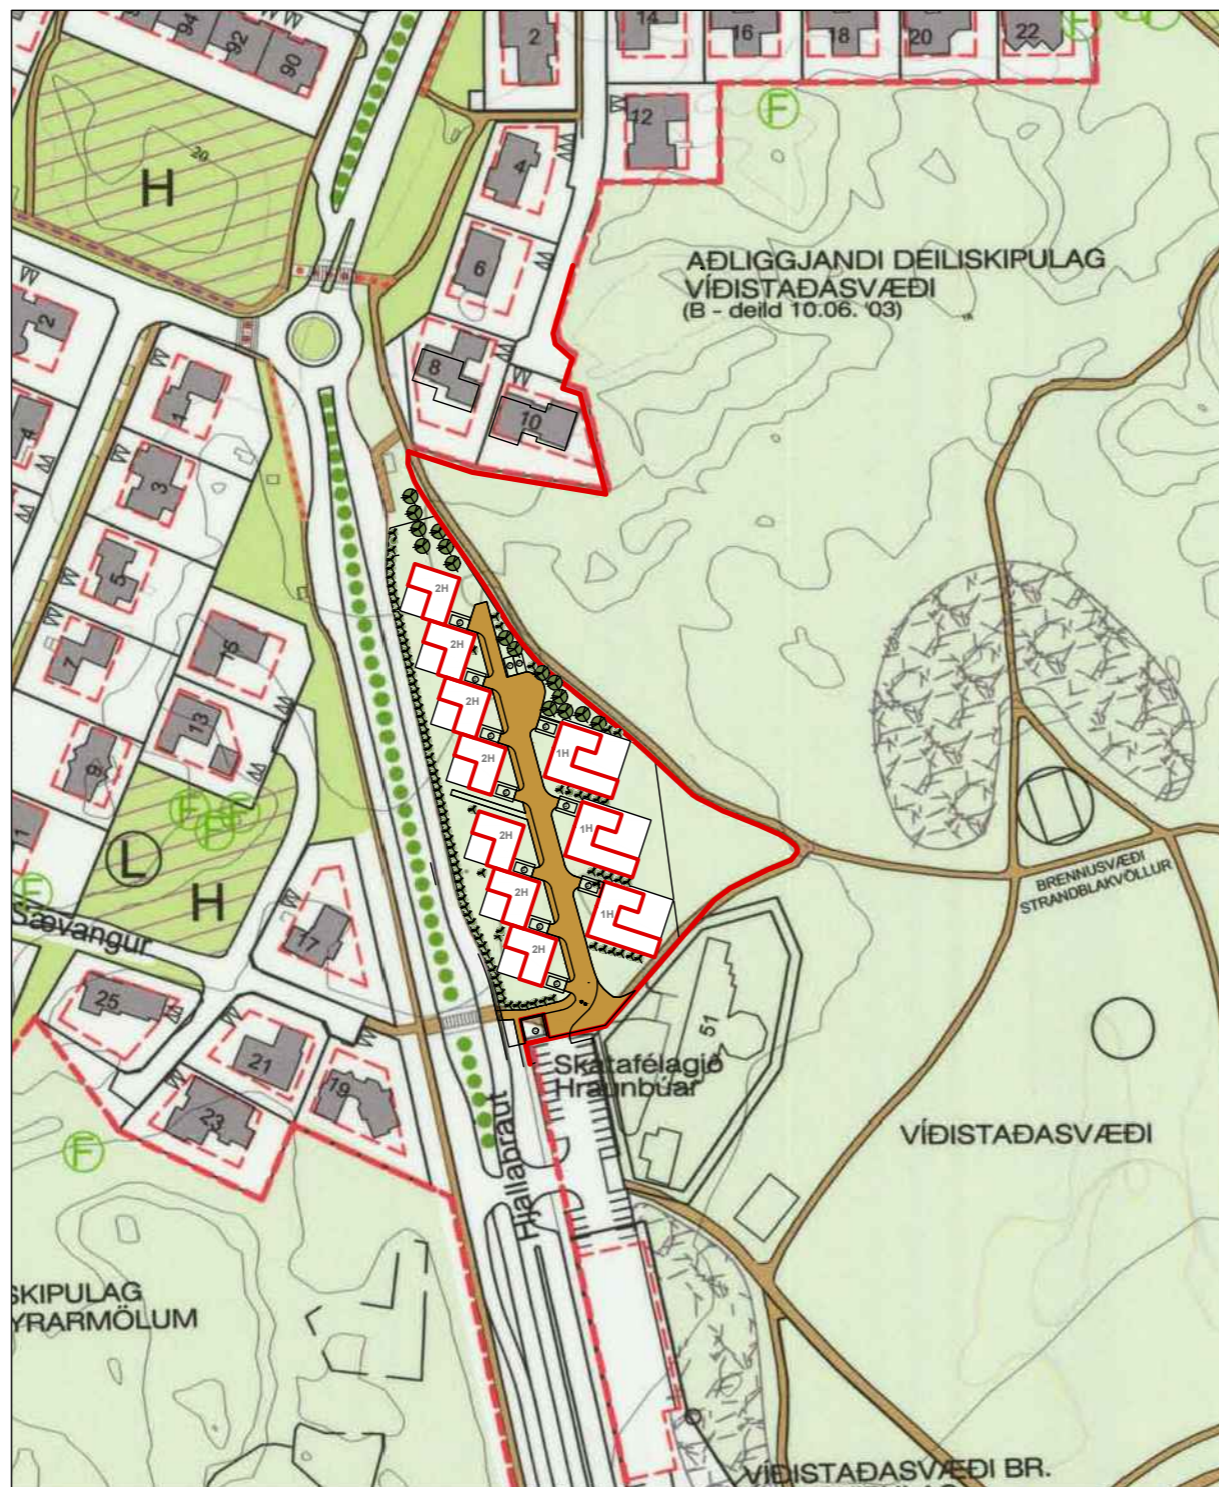 94
92
90
2
14
16
18
20
22
F
F
12
20
H
4
6
8
10
AÐLIGGJANDI DEILISKIPULAG
VÍÐISTAÐASVÆÐI
(B - deild 10.06. '03)
2
1
4
3
5
7
15
13
9
1
2H
2H
2H
2H
1H
2H
1H
2H
1H
2H
F
F
F
L
H
F
Sævangur
17
25
21
19
23
F
BRENNUSVÆÐI
STRANDBLAKVÖLLUR
51
Skátafélagið
Hraunbúar
Hjallabraut
VÍÐISTAÐASVÆÐI
SKIPULAG
YRARMÖLUM
VÍÐISTAÐASVÆÐI BR.